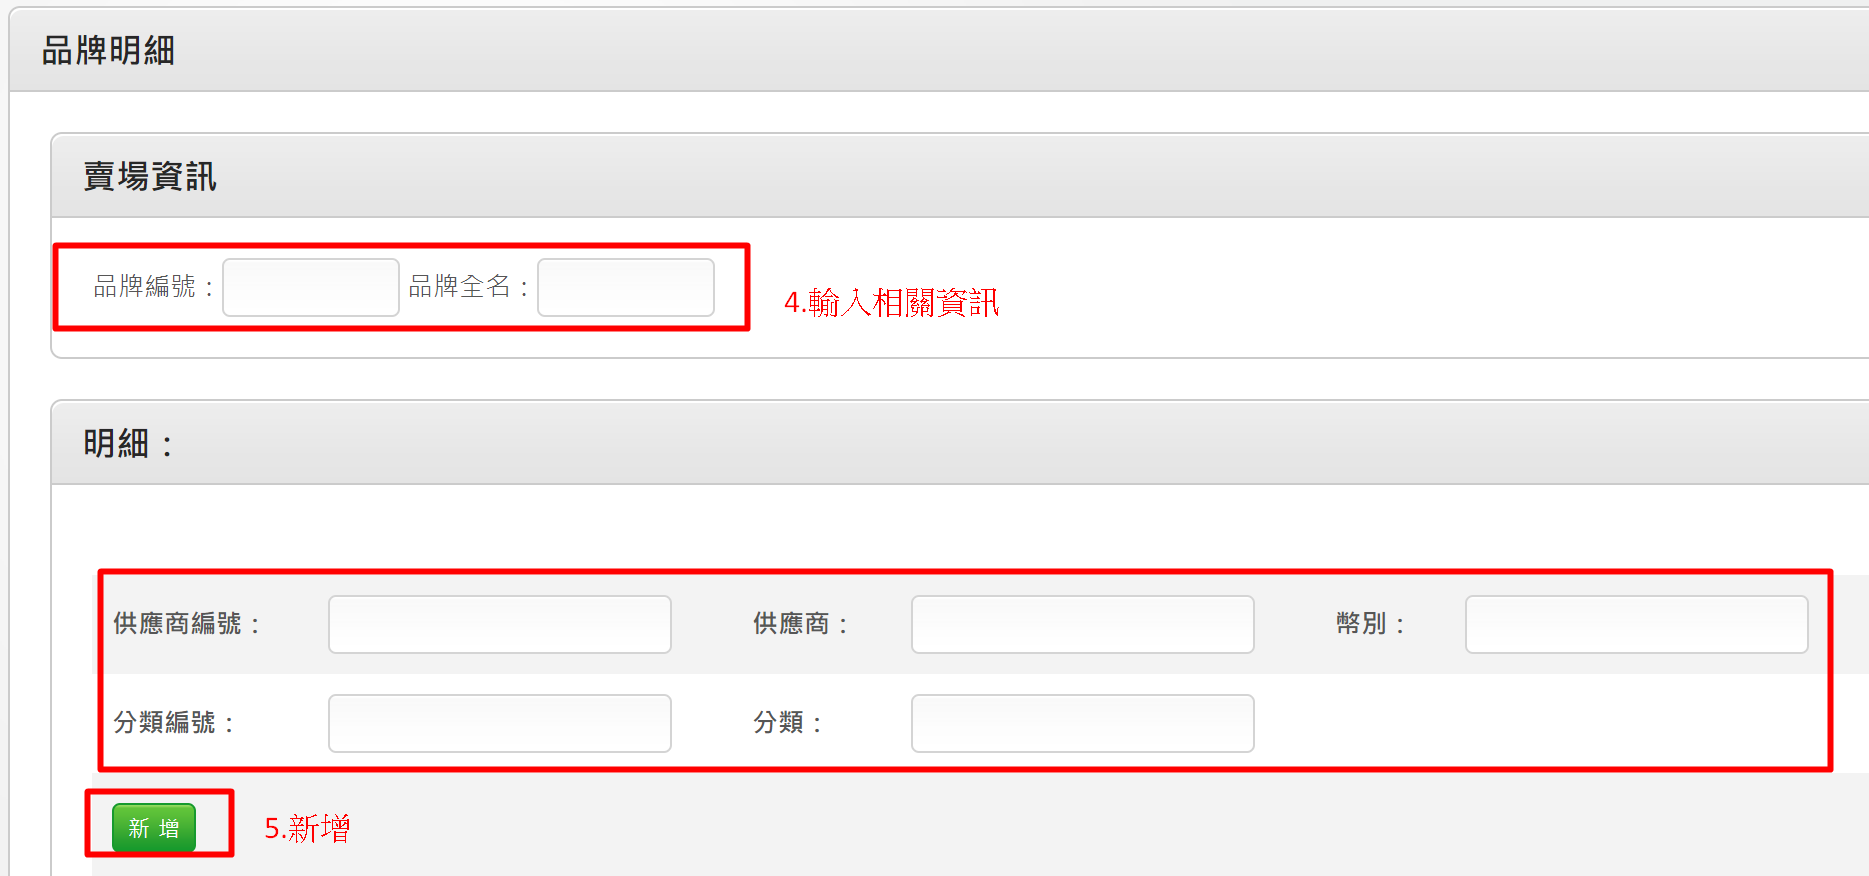 品牌明細
賣場資訊
品牌編號： 品牌全名：
4.輸入相關資訊
明細：
供應商編號： 供應商： 幣別：
分類編號： 分類：
新 增
5.新增